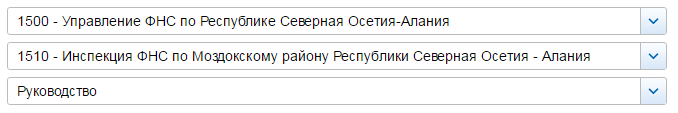 1500 - Управление ФНС по Республике Северная Осетия-Алания
1510 - Инспекция ФНС по Моздокскому району Республики Северная Осетия - Алания
Руководство